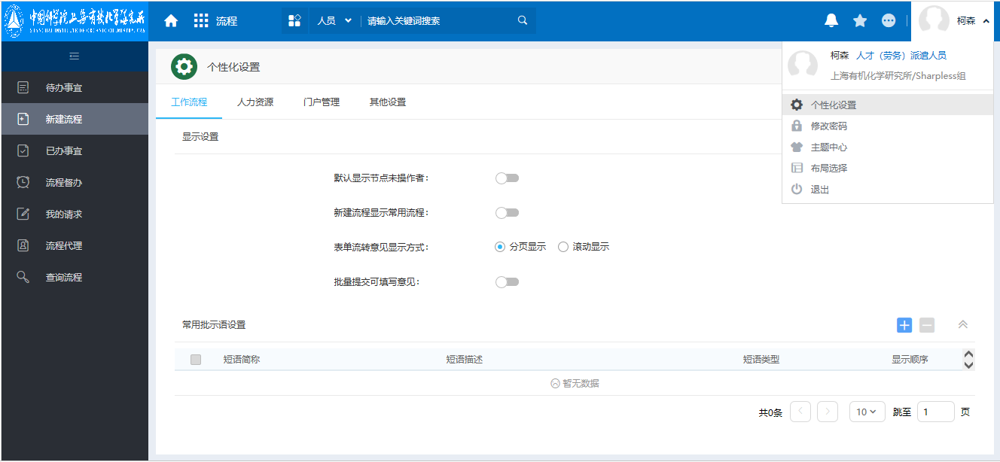 中国科学院上海有机化学研究所
SHANGHAI INSTITUTE OF ORGANIC CHEMISTRY, CAS
流程
人员
请输入关键词搜索
柯森
柯森 人才（劳务）派遣人员
上海有机化学研究所/Sharpless组
个性化设置
修改密码
主题中心
布局选择
退出
待办事宜
新建流程
已办事宜
流程督办
我的请求
流程代理
查询流程
个性化设置
工作流程 人力资源 门户管理 其他设置
显示设置
默认显示节点未操作者：
新建流程显示常用流程：
表单流转意见显示方式： 分页显示 滚动显示
批量提交可填写意见：
常用批示语设置
短语简称 短语描述 短语类型 显示顺序
暂无数据
共0条 10 跳至 1 页